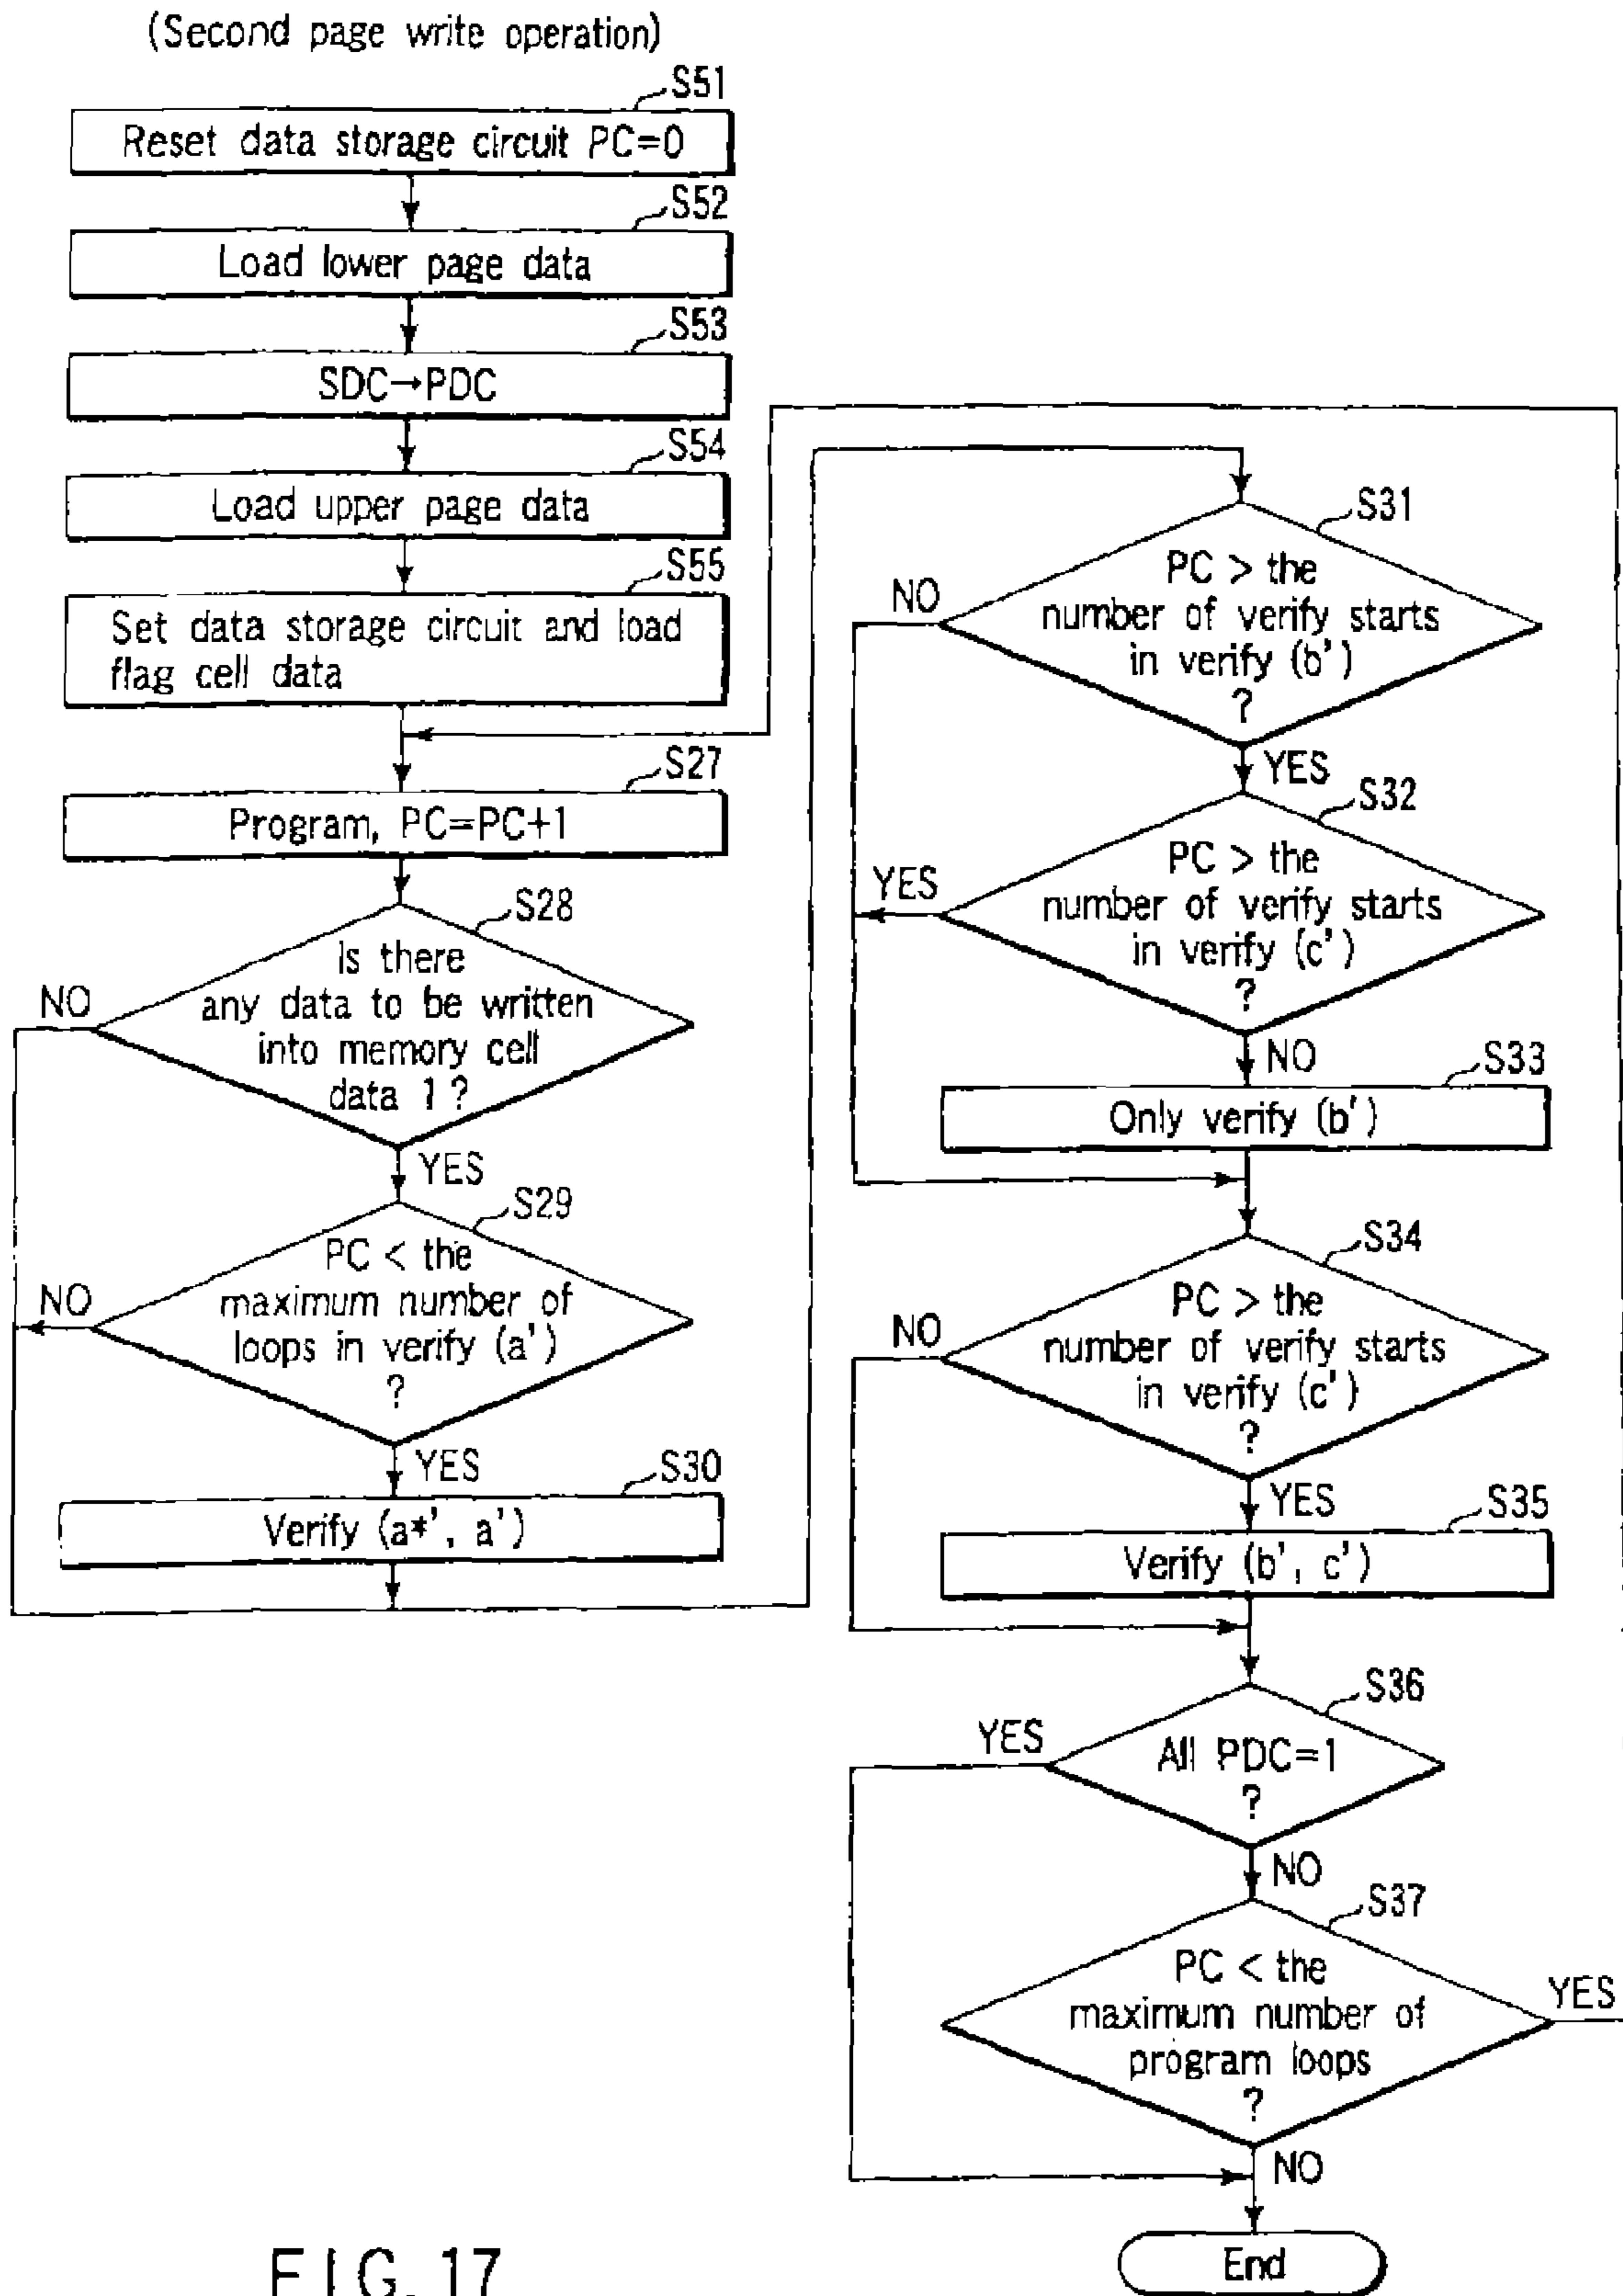 (Second page write operation)
S51
Reset data storage circuit PC=0
S52
Load lower page data
S53
SDC→PDC
S54
Load upper page data
S55
Set data storage circuit and load
flag cell data
S27
Program, PC=PC+1
S28
Is there
any data to be written
into memory cell
data 1?
NO
YES
S29
PC < the
maximum number of
loops in verify (a')
?
NO
YES
S30
Verify (a*', a')
S31
PC > the
number of verify starts
in verify (b')
?
NO
YES
S32
PC > the
number of verify starts
in verify (c')
?
YES
NO
S33
Only verify (b')
S34
PC > the
number of verify starts
in verify (c')
?
NO
YES
S35
Verify (b', c')
S36
All PDC=1
?
YES
NO
S37
PC < the
maximum number of
program loops
?
YES
NO
End
FIG. 17